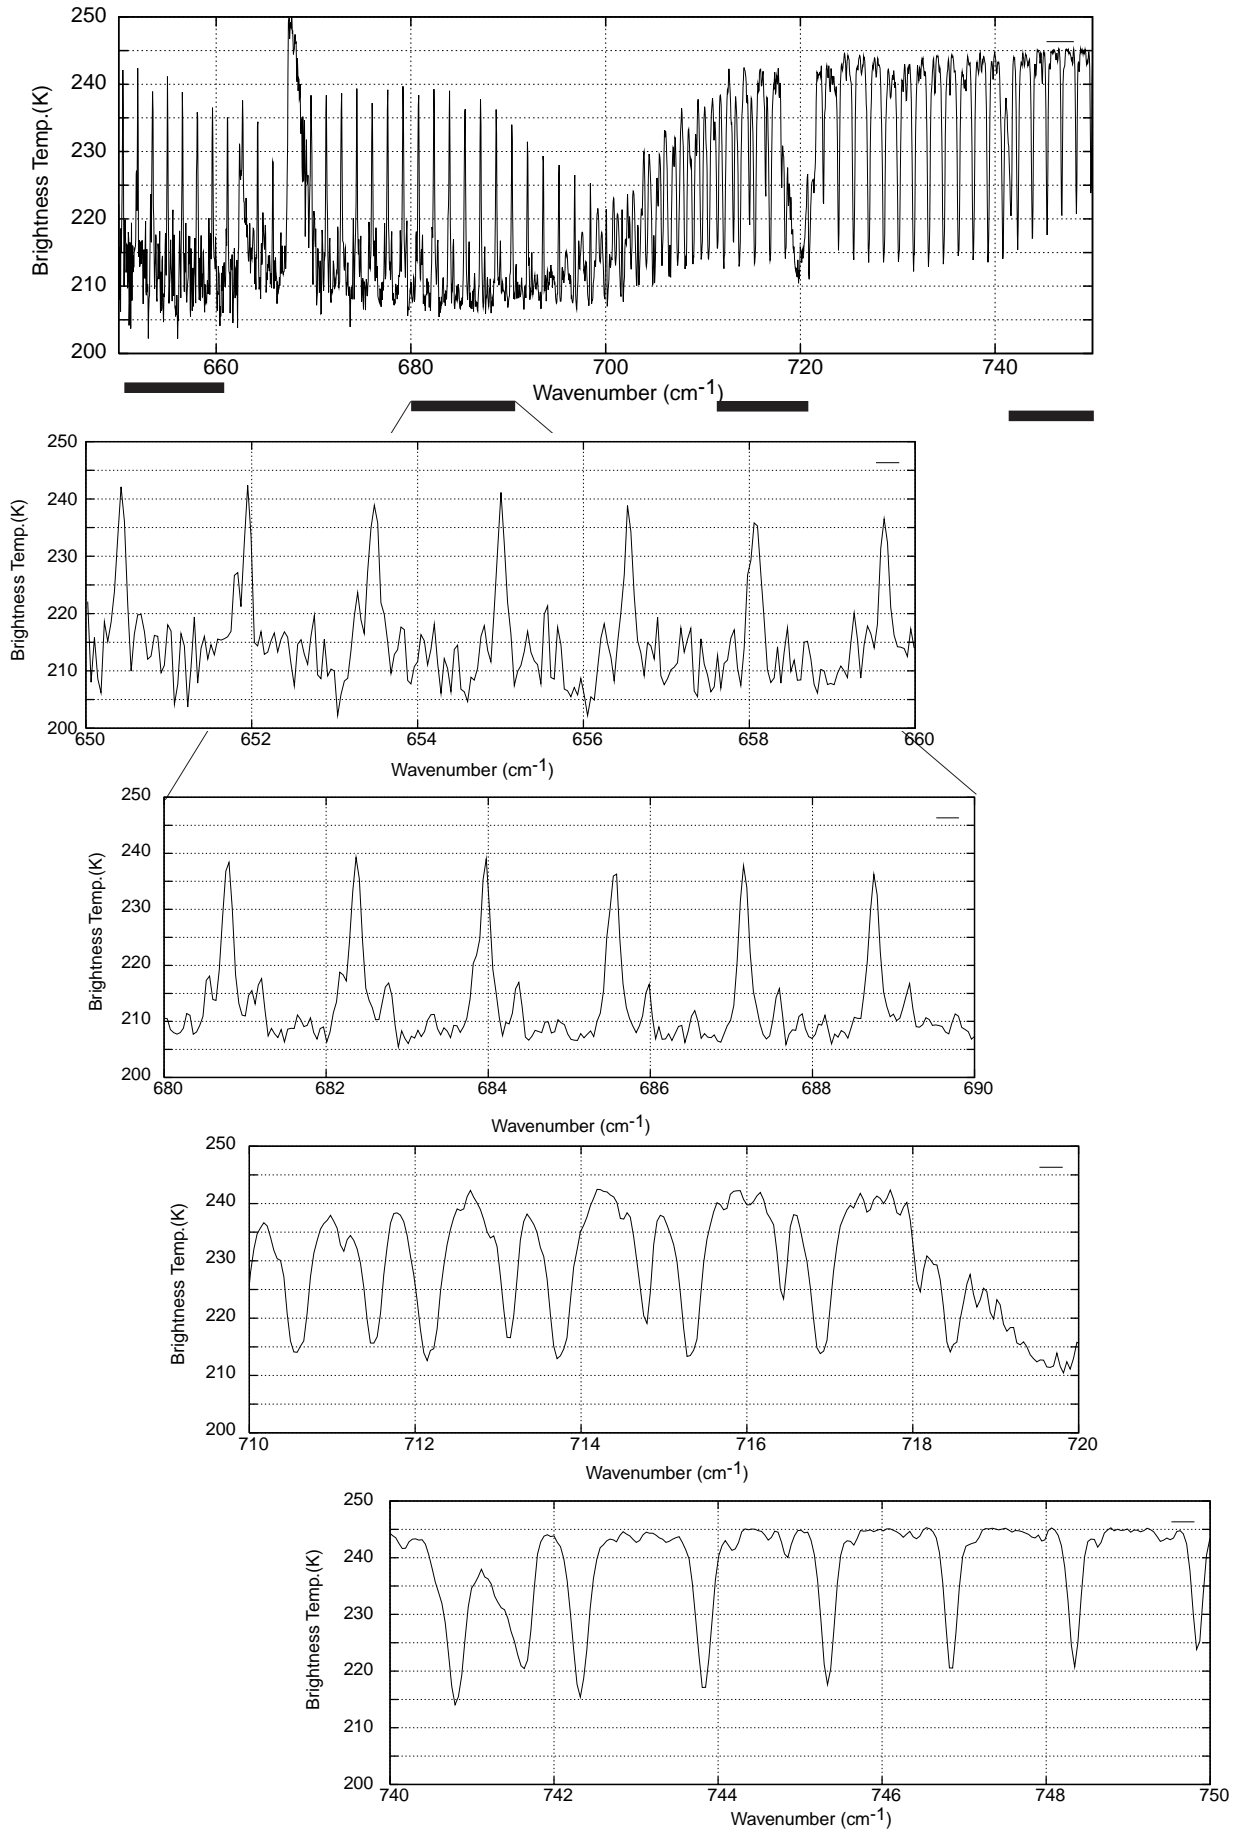 250
240
230
220
210
200
Brightness Temp.(K)
660 680 700 720 740
Wavenumber (cm-1)
250
240
230
220
210
200
Brightness Temp.(K)
650 652 654 656 658 660
Wavenumber (cm-1)
250
240
230
220
210
200
Brightness Temp.(K)
680 682 684 686 688 690
Wavenumber (cm-1)
250
240
230
220
210
200
Brightness Temp.(K)
710 712 714 716 718 720
Wavenumber (cm-1)
250
240
230
220
210
200
Brightness Temp.(K)
740 742 744 746 748 750
Wavenumber (cm-1)